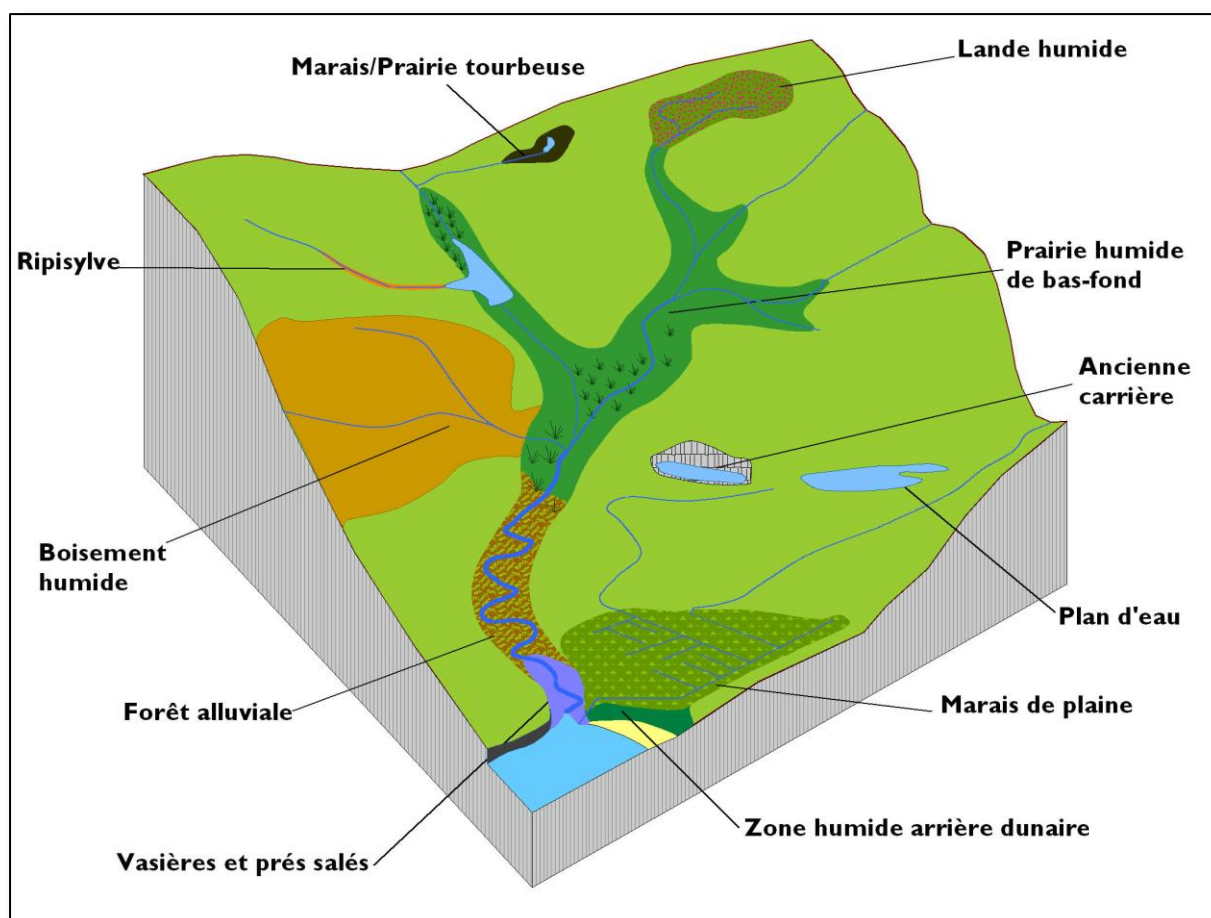 Lande humide
Marais/Prairie tourbeuse
Ripisylve
Prairie humide
de bas-fond
Ancienne
carrière
Boisement
humide
Plan d'eau
Forêt alluviale
Marais de plaine
Zone humide arrière dunaire
Vasières et prés salés